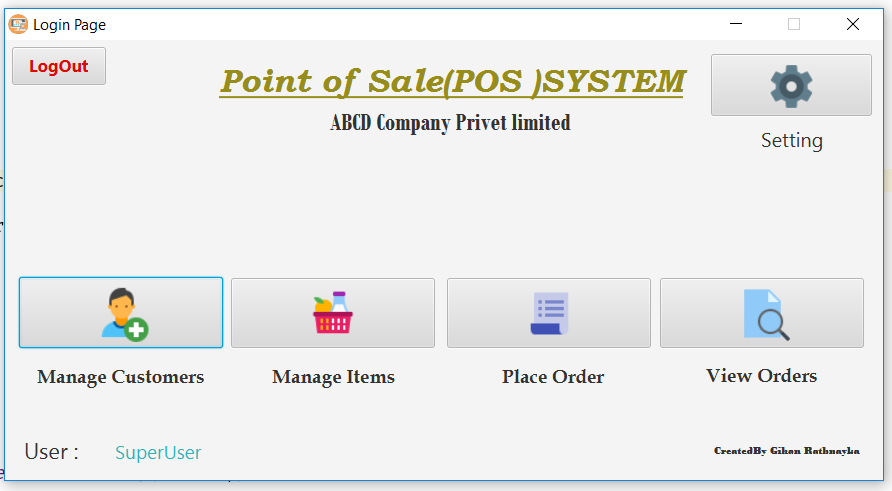 Login Page
LogOut
Point of Sale(POS )SYSTEM
ABCD Company Privet limited
Setting
Manage Customers
Manage Items
Place Order
View Orders
User :
SuperUser
CreatedBy Gihan Rathnayka